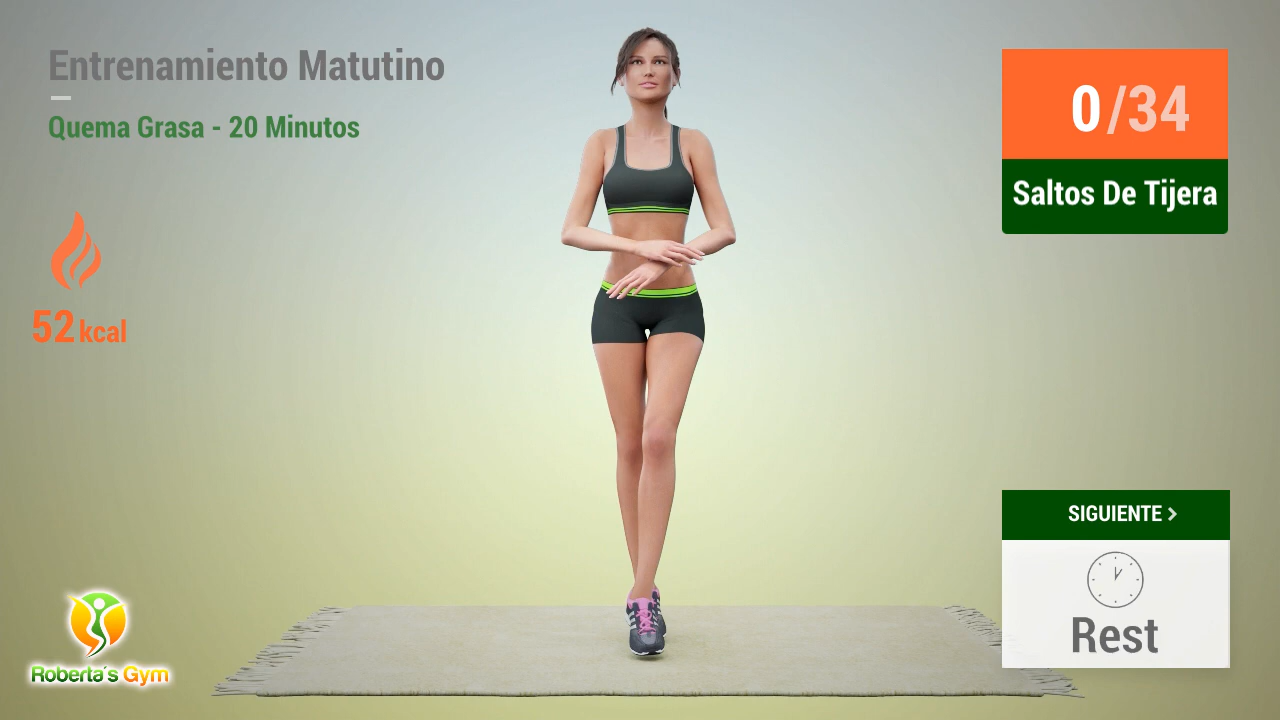 Entrenamiento Matutino
Quema Grasa - 20 Minutos
52 kcal
0/34
Saltos De Tijera
SIGUIENTE >
Rest
Roberta´s Gym